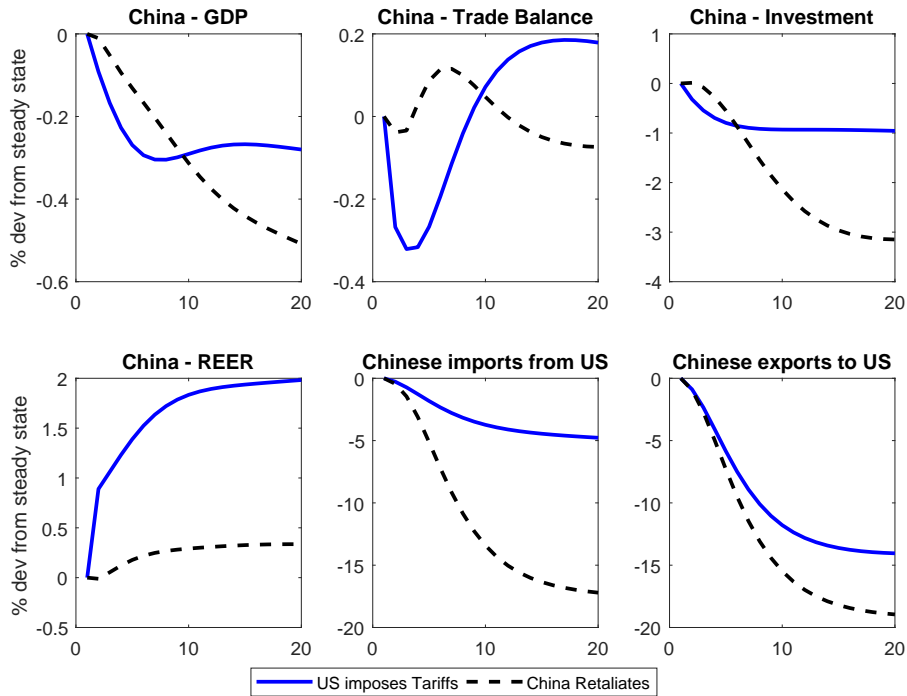 China - GDP
China - Trade Balance
China - Investment
% dev from steady state
0
-0.2
-0.4
-0.6
0 10 20
0.2
0
-0.2
-0.4
0 10 20
1
0
-1
-2
-3
-4
0 10 20
China - REER
Chinese imports from US
Chinese exports to US
% dev from steady state
2
1.5
1
0.5
0
-0.5
0 10 20
0
-5
-10
-15
-20
0 10 20
0
-5
-10
-15
-20
0 10 20
US imposes Tariffs China Retaliates